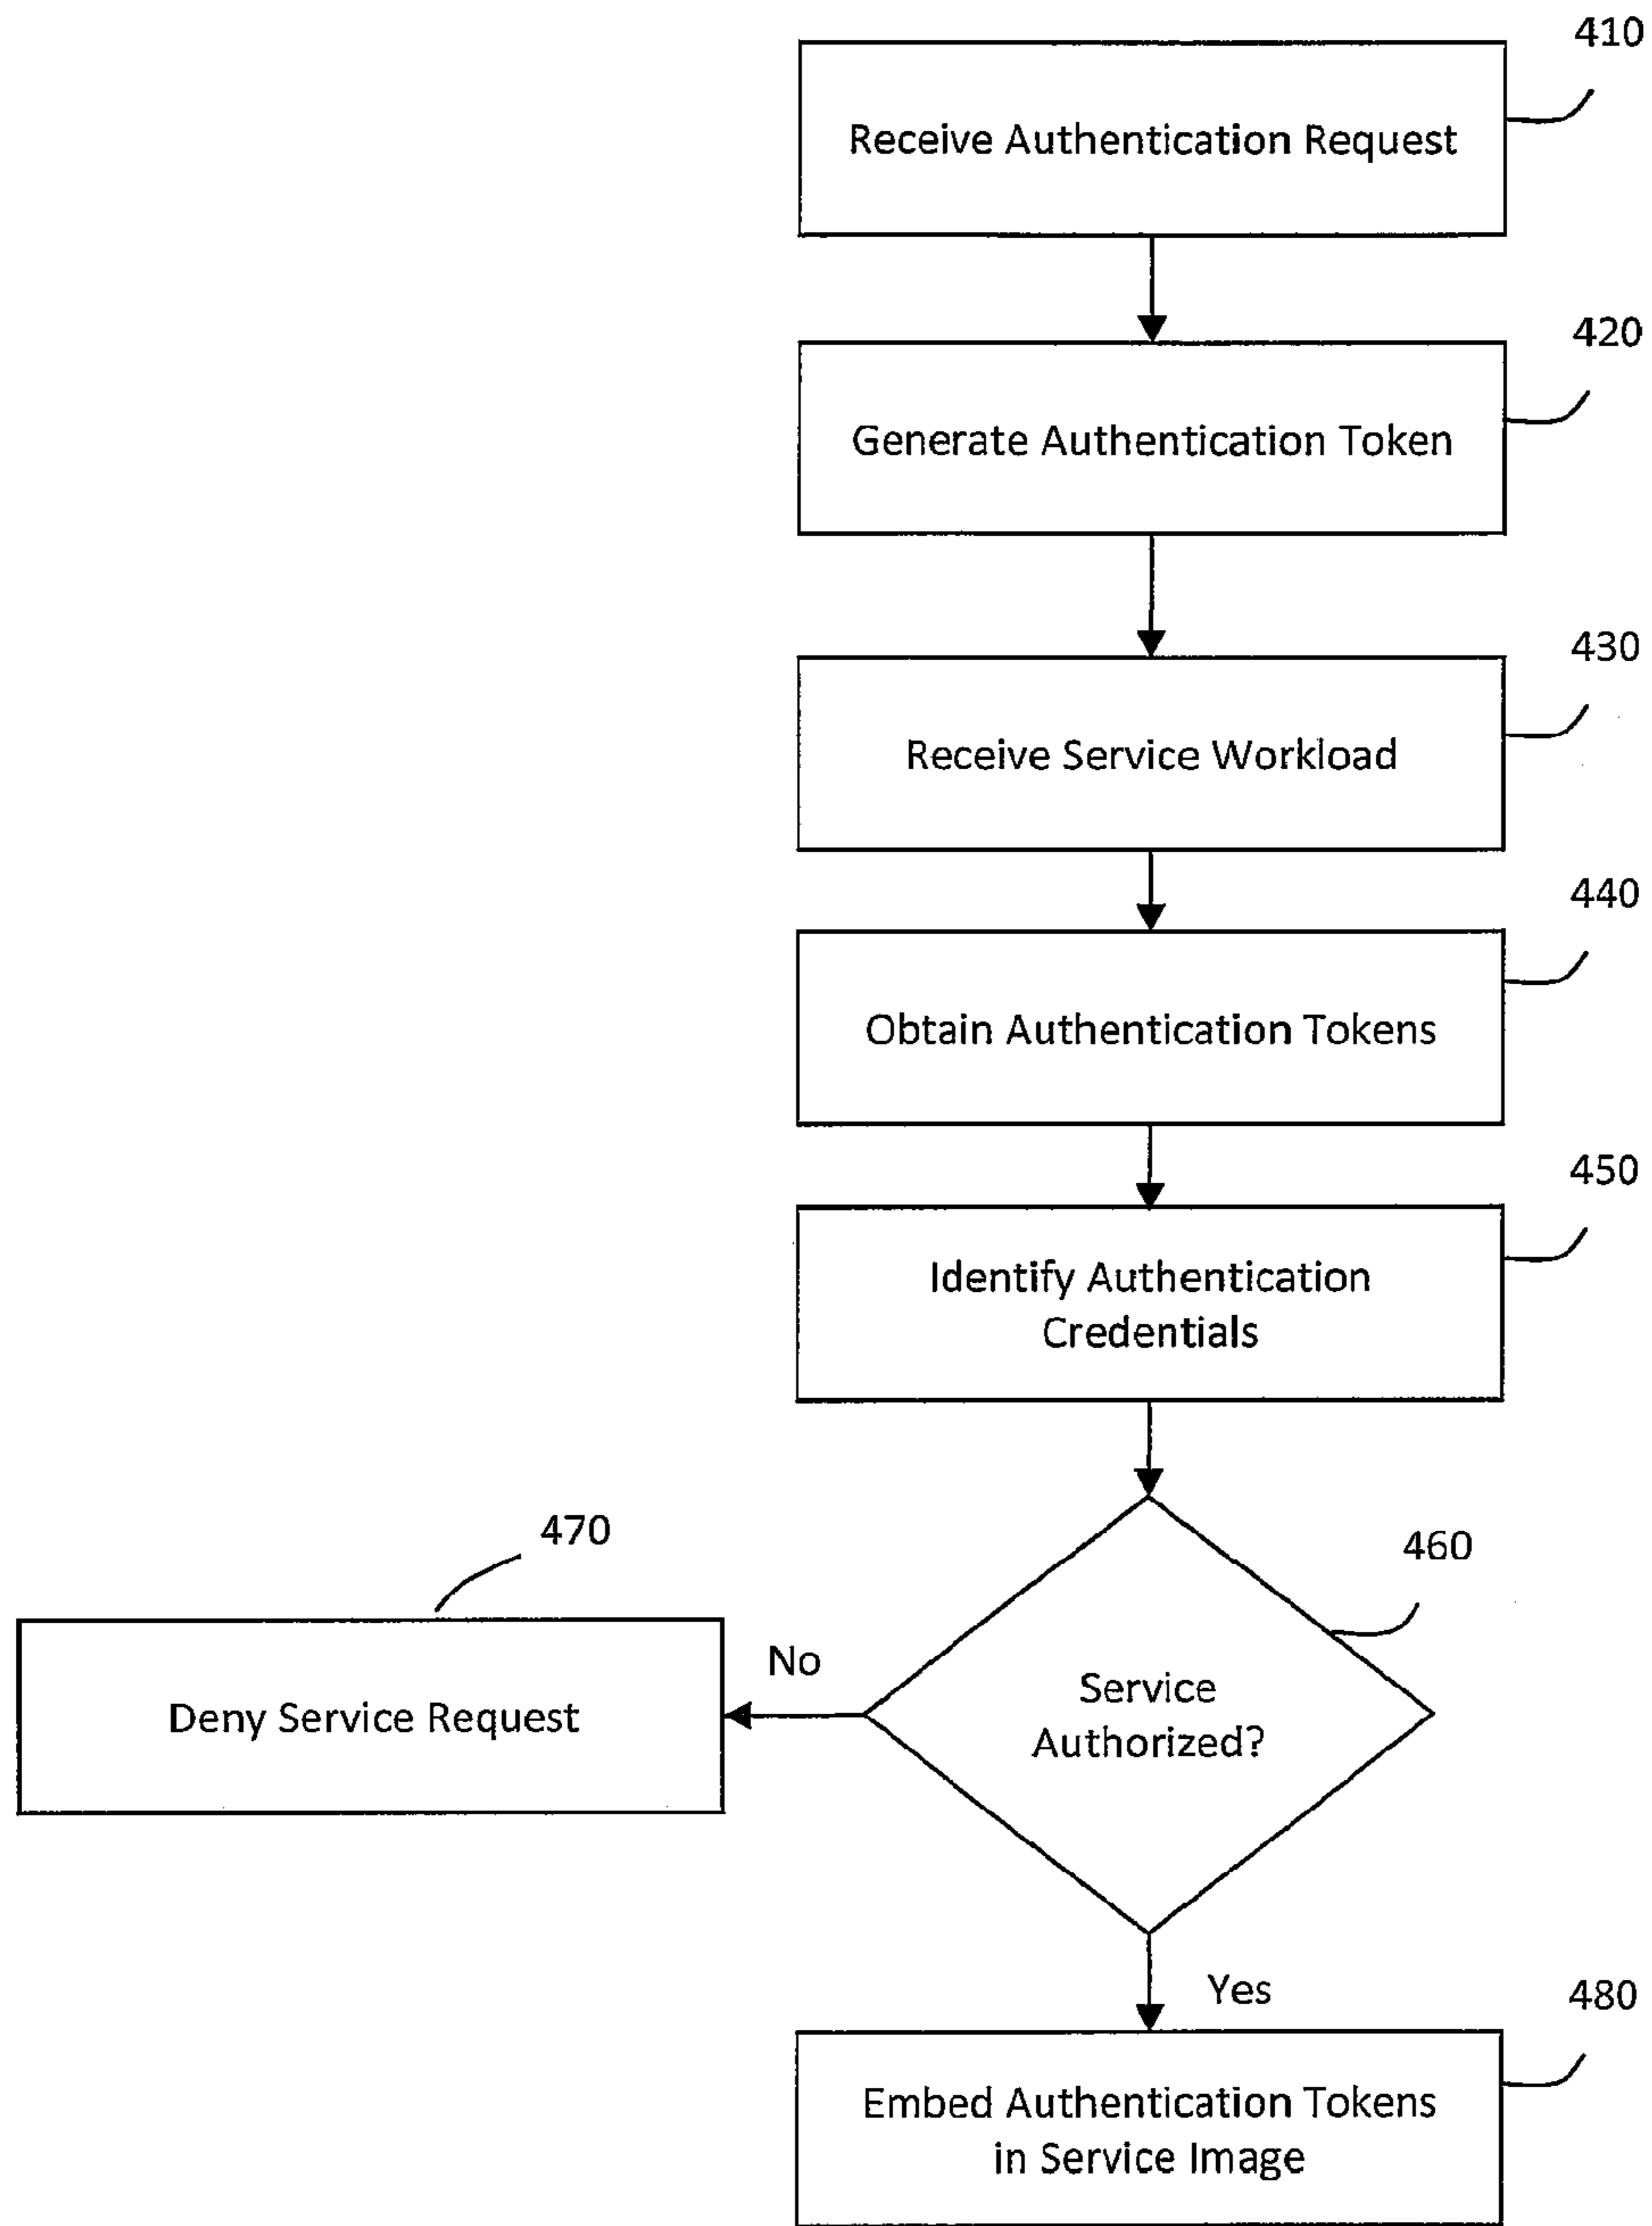 410
Receive Authentication Request
420
Generate Authentication Token
430
Receive Service Workload
440
Obtain Authentication Tokens
450
Identify Authentication
Credentials
470
460
No
Deny Service Request
Service
Authorized?
Yes
480
Embed Authentication Tokens
in Service Image